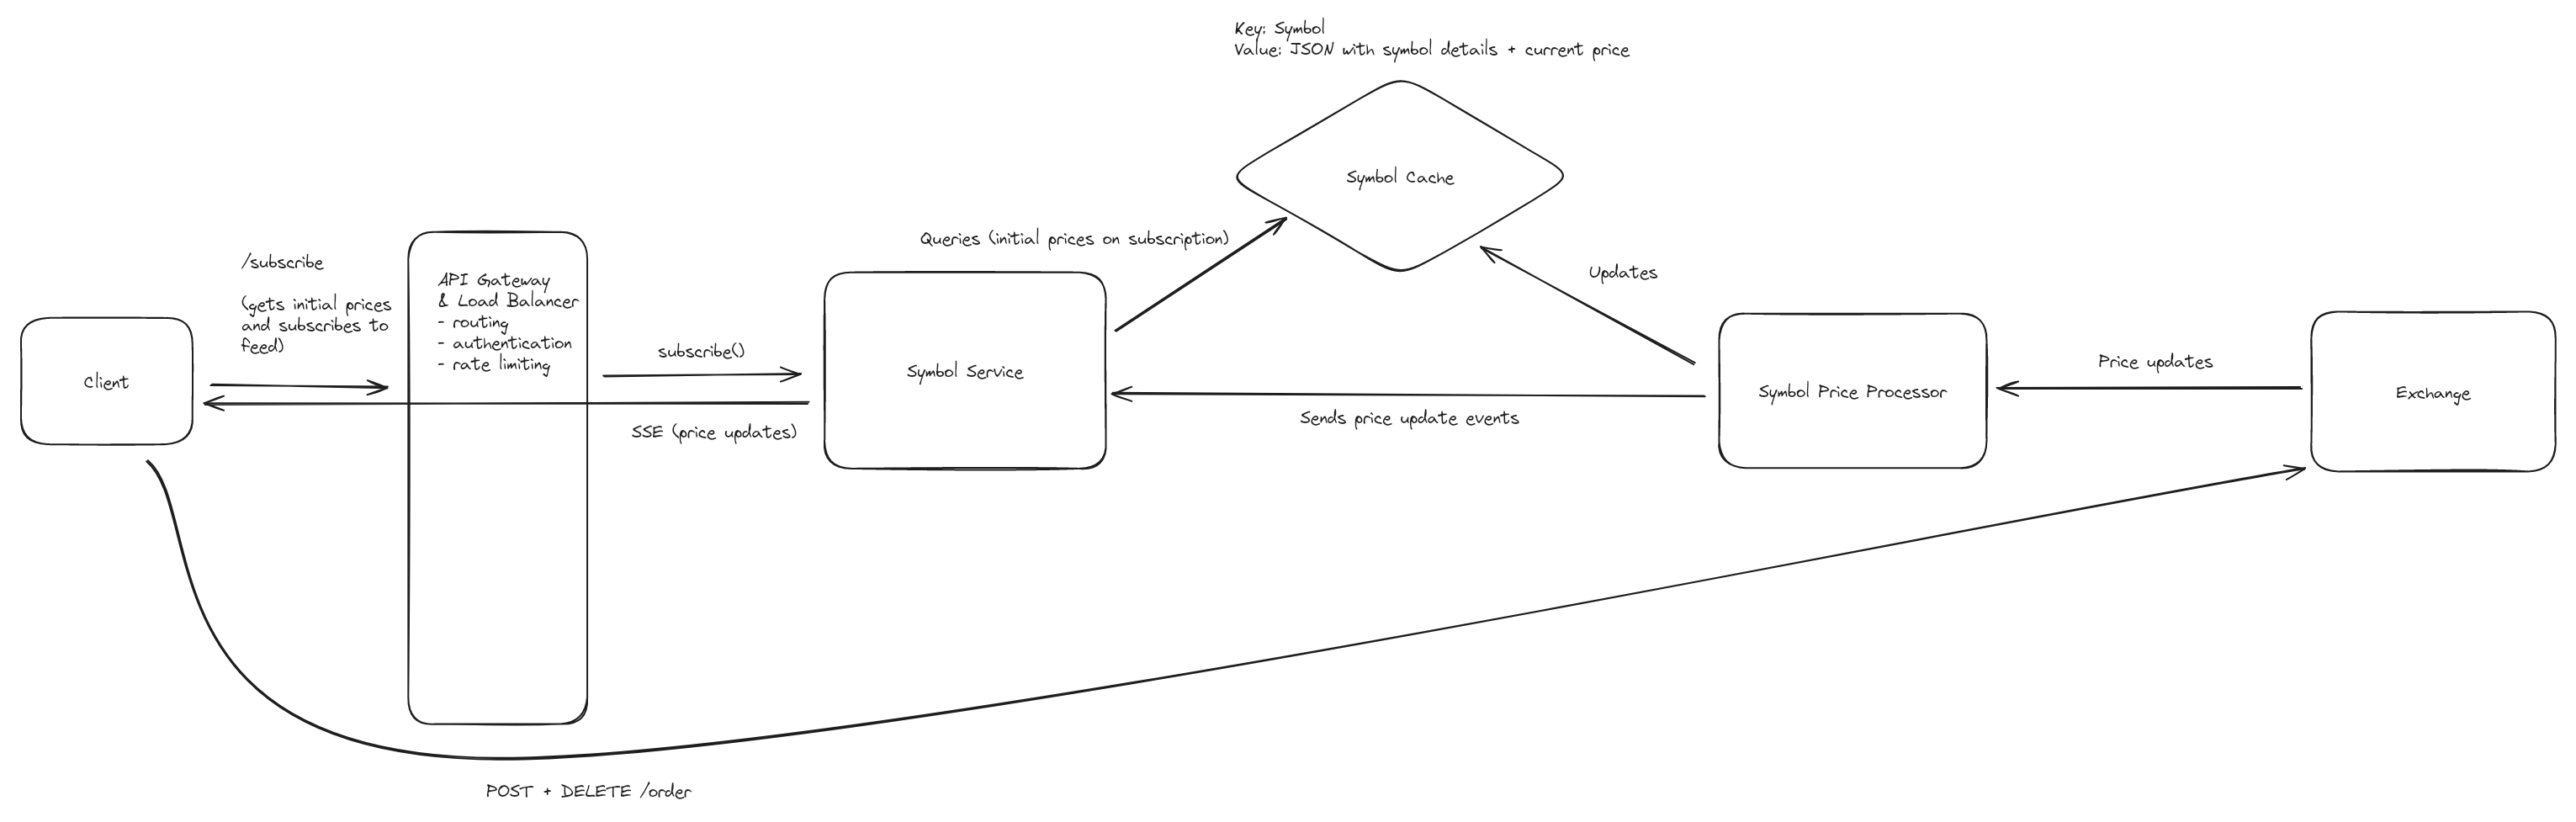 Key: Symbol
Value: JSON with symbol details + current price
Symbol Cache
Queries (initial prices on subscription)
Updates
/subscribe
(gets initial prices
and subscribes to
feed)
API Gateway
& Load Balancer
- routing
- authentication
- rate limiting
Client
subscribe()
SSE (price updates)
Symbol Service
Sends price update events
Symbol Price Processor
Price updates
Exchange
POST + DELETE /order